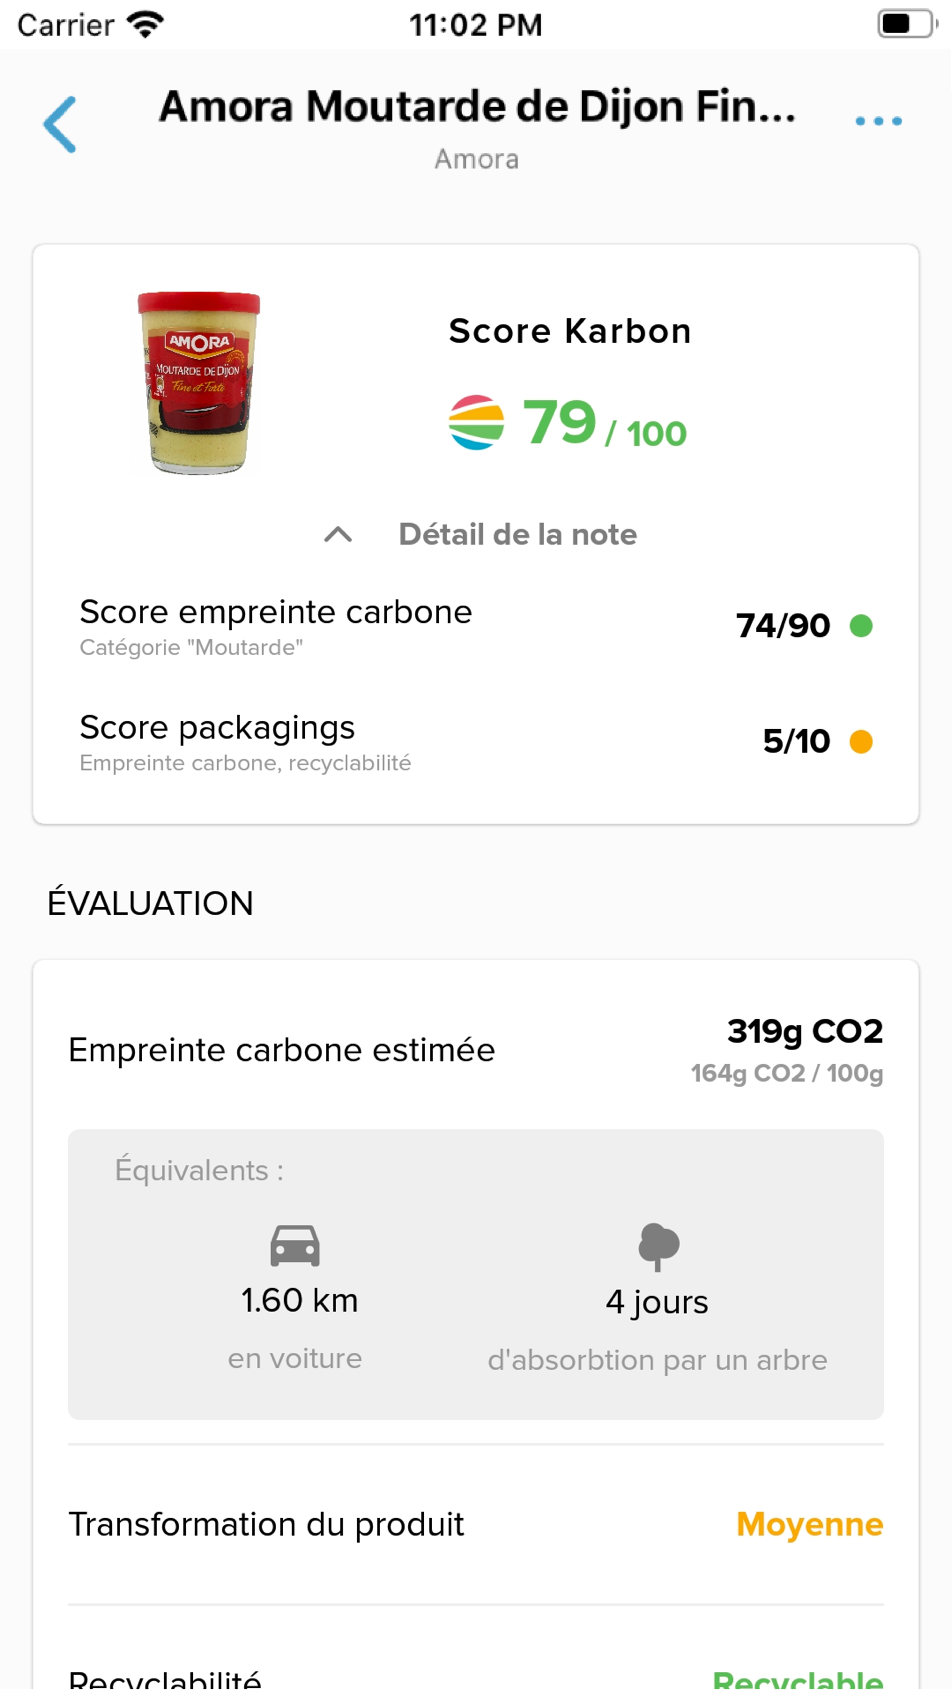 Carrier
11:02 PM
Amora Moutarde de Dijon Fin...
Amora
AMORA
MOUTARDE DE DIJON
Fine et Forte
Score Karbon
79 / 100
Détail de la note
Score empreinte carbone
74/90
Catégorie "Moutarde"
Score packagings
5/10
Empreinte carbone, recyclabilité
ÉVALUATION
Empreinte carbone estimée
319g CO2
164g CO2 / 100g
Équivalents :
1.60 km
4 jours
en voiture
d'absorbtion par un arbre
Transformation du produit
Moyenne
Recyclabilité
Recyclable